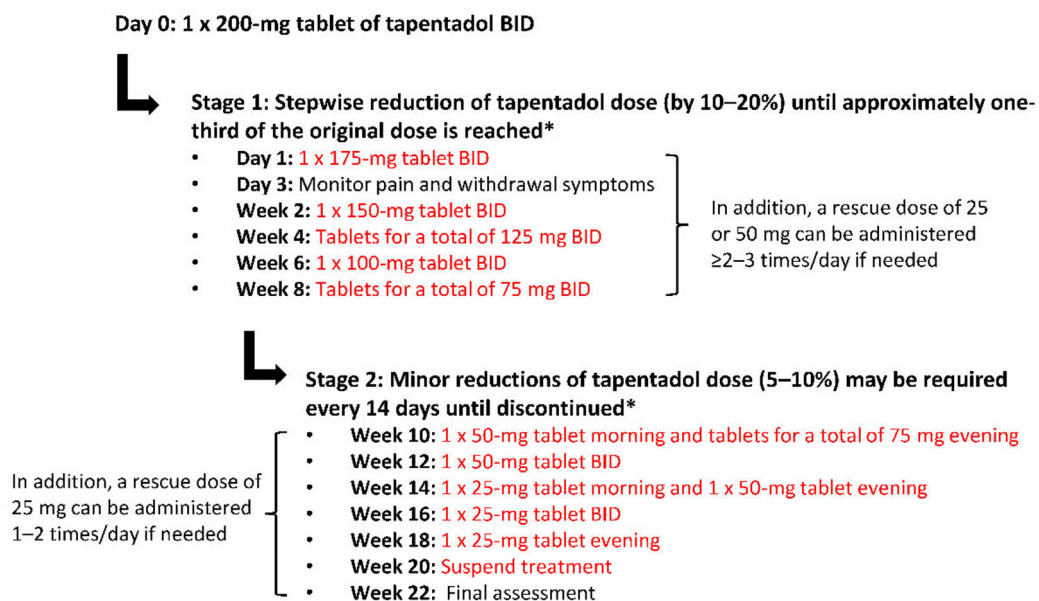 Day 0: 1 x 200-mg tablet of tapentadol BID
Stage 1: Stepwise reduction of tapentadol dose (by 10–20%) until approximately one-
third of the original dose is reached*
• Day 1: 1 x 175-mg tablet BID
• Day 3: Monitor pain and withdrawal symptoms
• Week 2: 1 x 150-mg tablet BID
• Week 4: Tablets for a total of 125 mg BID
• Week 6: 1 x 100-mg tablet BID
• Week 8: Tablets for a total of 75 mg BID
In addition, a rescue dose of 25
or 50 mg can be administered
≥2–3 times/day if needed
Stage 2: Minor reductions of tapentadol dose (5–10%) may be required
every 14 days until discontinued*
• Week 10: 1 x 50-mg tablet morning and tablets for a total of 75 mg evening
• Week 12: 1 x 50-mg tablet BID
• Week 14: 1 x 25-mg tablet morning and 1 x 50-mg tablet evening
• Week 16: 1 x 25-mg tablet BID
• Week 18: 1 x 25-mg tablet evening
• Week 20: Suspend treatment
• Week 22: Final assessment
In addition, a rescue dose of
25 mg can be administered
1–2 times/day if needed